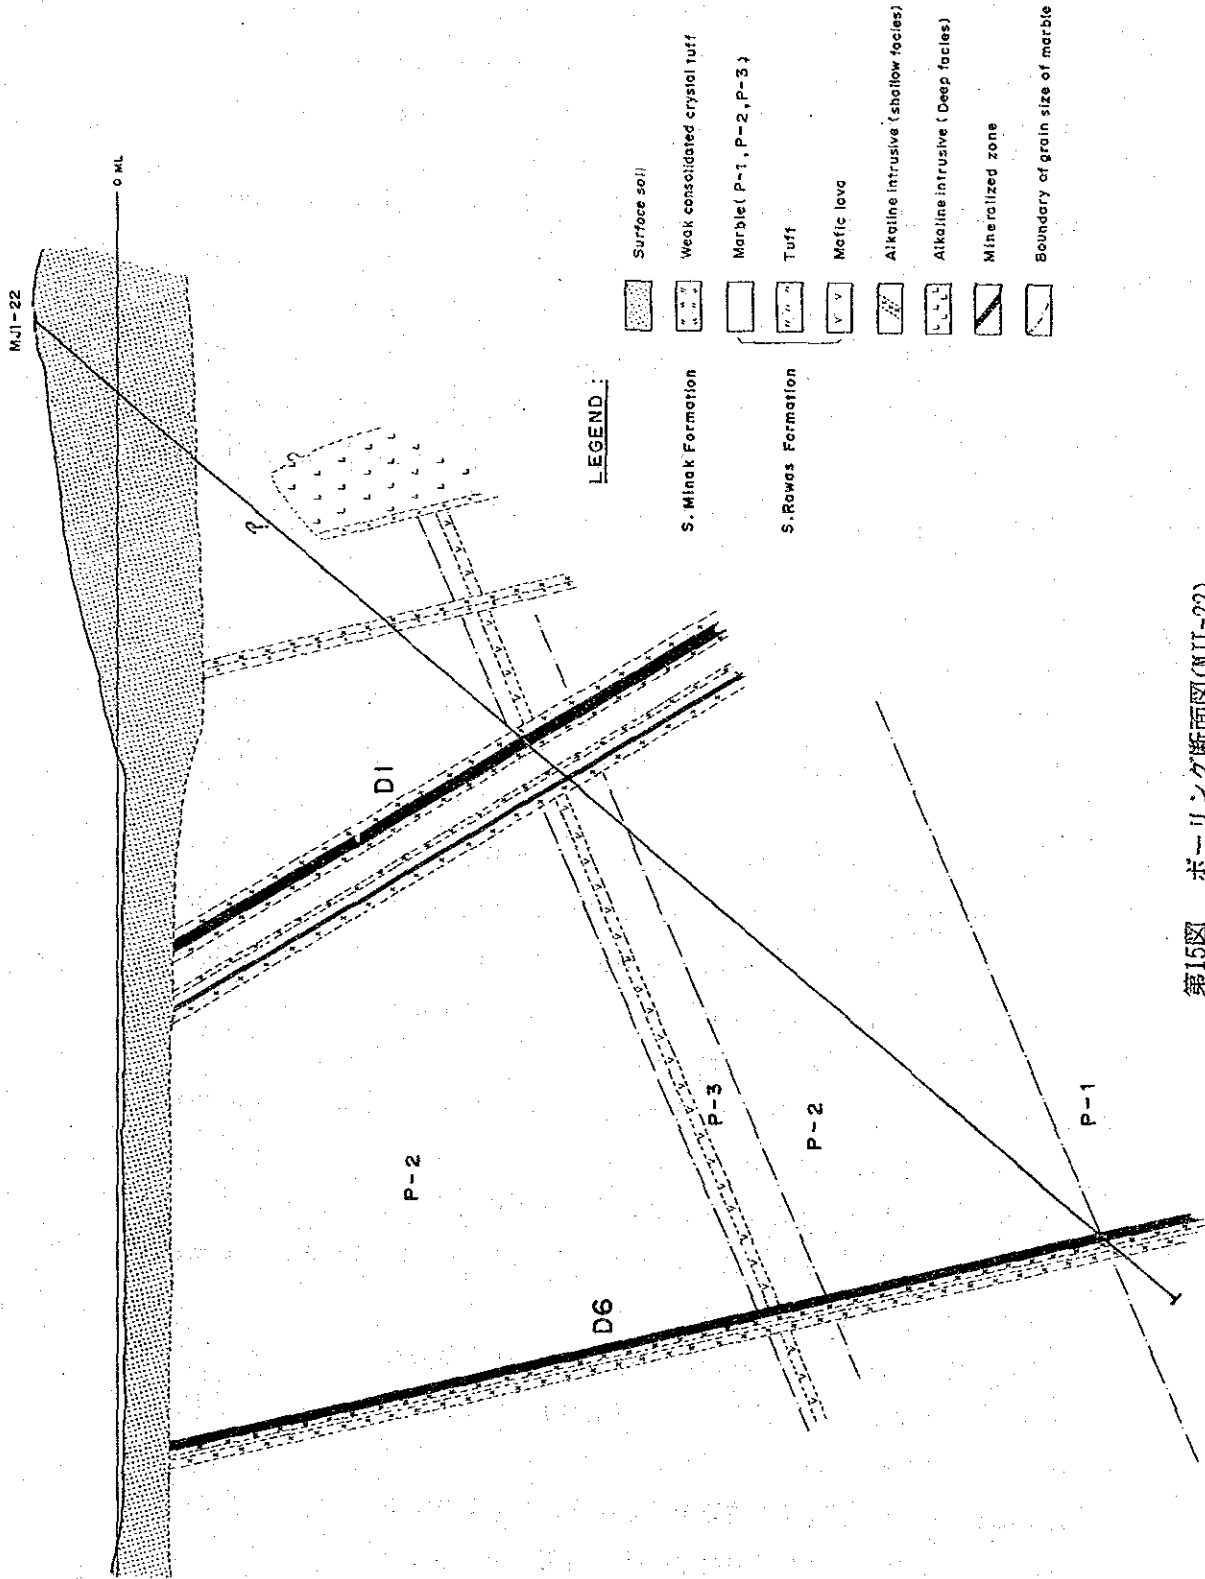 MJI-22
0 ML
D1
D6
P-2
P-3
P-2
P-1
LEGEND :
Surface soil
S. Minak Formation
Weak consolidated crystal tuff
Marble( P-1, P-2, P-3 )
S. Rawas Formation
Tuff
Mafic lava
Alkaline intrusive (shallow facies)
Alkaline intrusive ( Deep facies)
Mineralized zone
Boundary of grain size of marble
?
?
第15図 ボーリング断面図(MJI-22)